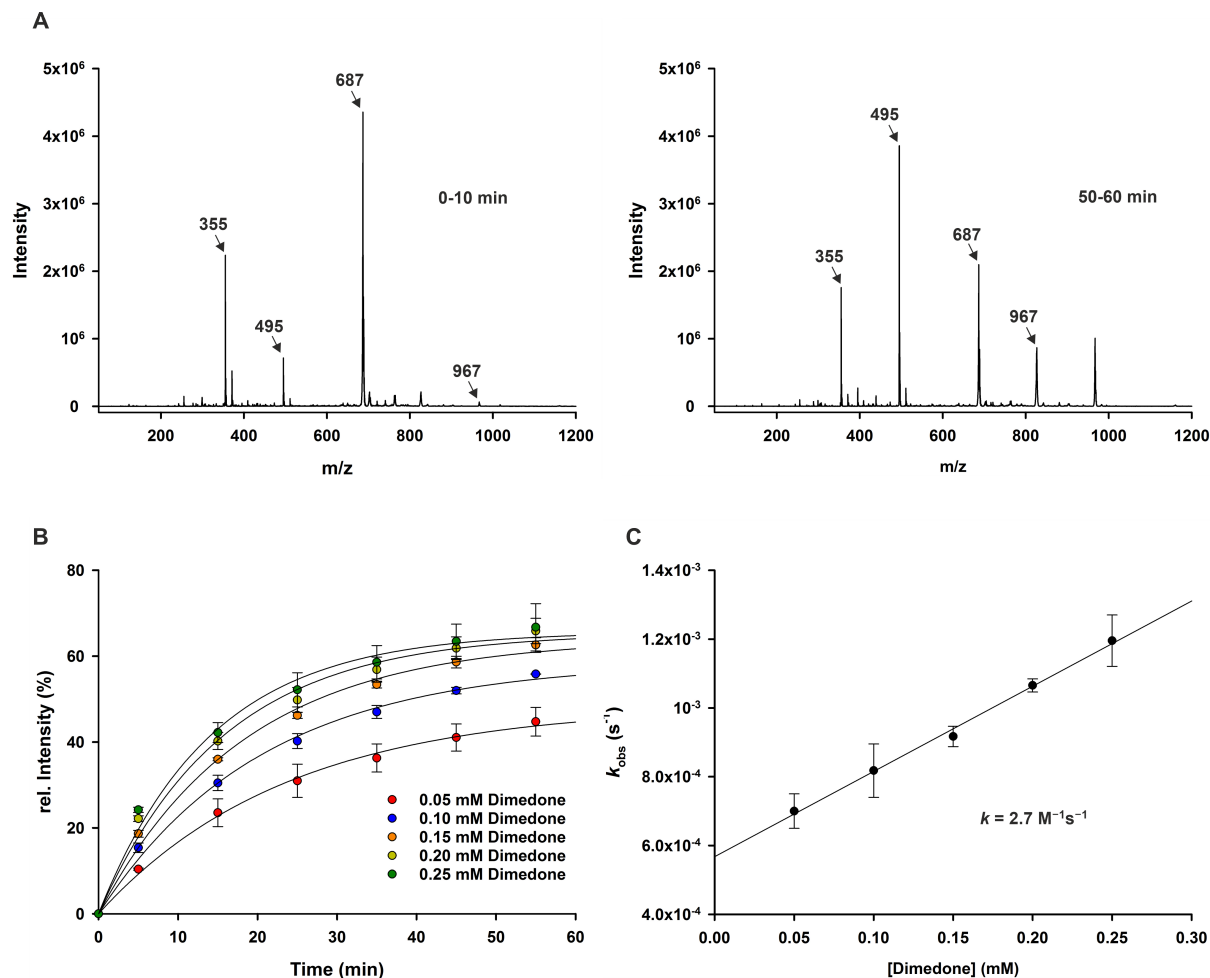 A
5x10⁶
4x10⁶
3x10⁶
2x10⁶
10⁶
0
Intensity
687
355
495
967
0-10 min
200 400 600 800 1000 1200
m/z
5x10⁶
4x10⁶
3x10⁶
2x10⁶
10⁶
0
Intensity
495
687
355
967
50-60 min
200 400 600 800 1000 1200
m/z
B
80
60
40
20
0
rel. Intensity (%)
0.05 mM Dimedone
0.10 mM Dimedone
0.15 mM Dimedone
0.20 mM Dimedone
0.25 mM Dimedone
0 10 20 30 40 50 60
Time (min)
C
1.4x10⁻³
1.2x10⁻³
10⁻³
8.0x10⁻⁴
6.0x10⁻⁴
4.0x10⁻⁴
kobs (s⁻¹)
k = 2.7 M⁻¹s⁻¹
0.00 0.05 0.10 0.15 0.20 0.25 0.30
[Dimedone] (mM)